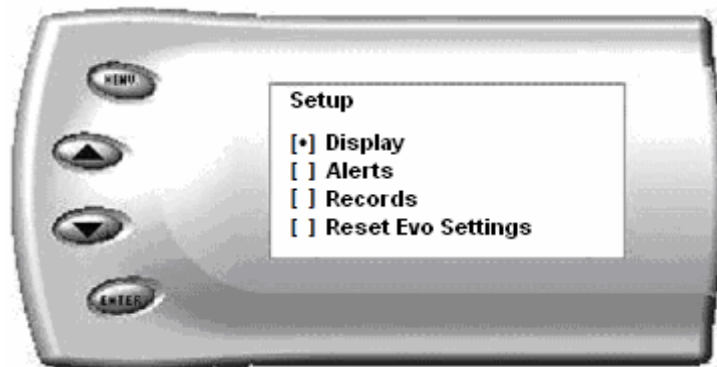 MENU
Setup
[•] Display
[ ] Alerts
[ ] Records
[ ] Reset Evo Settings
ENTER